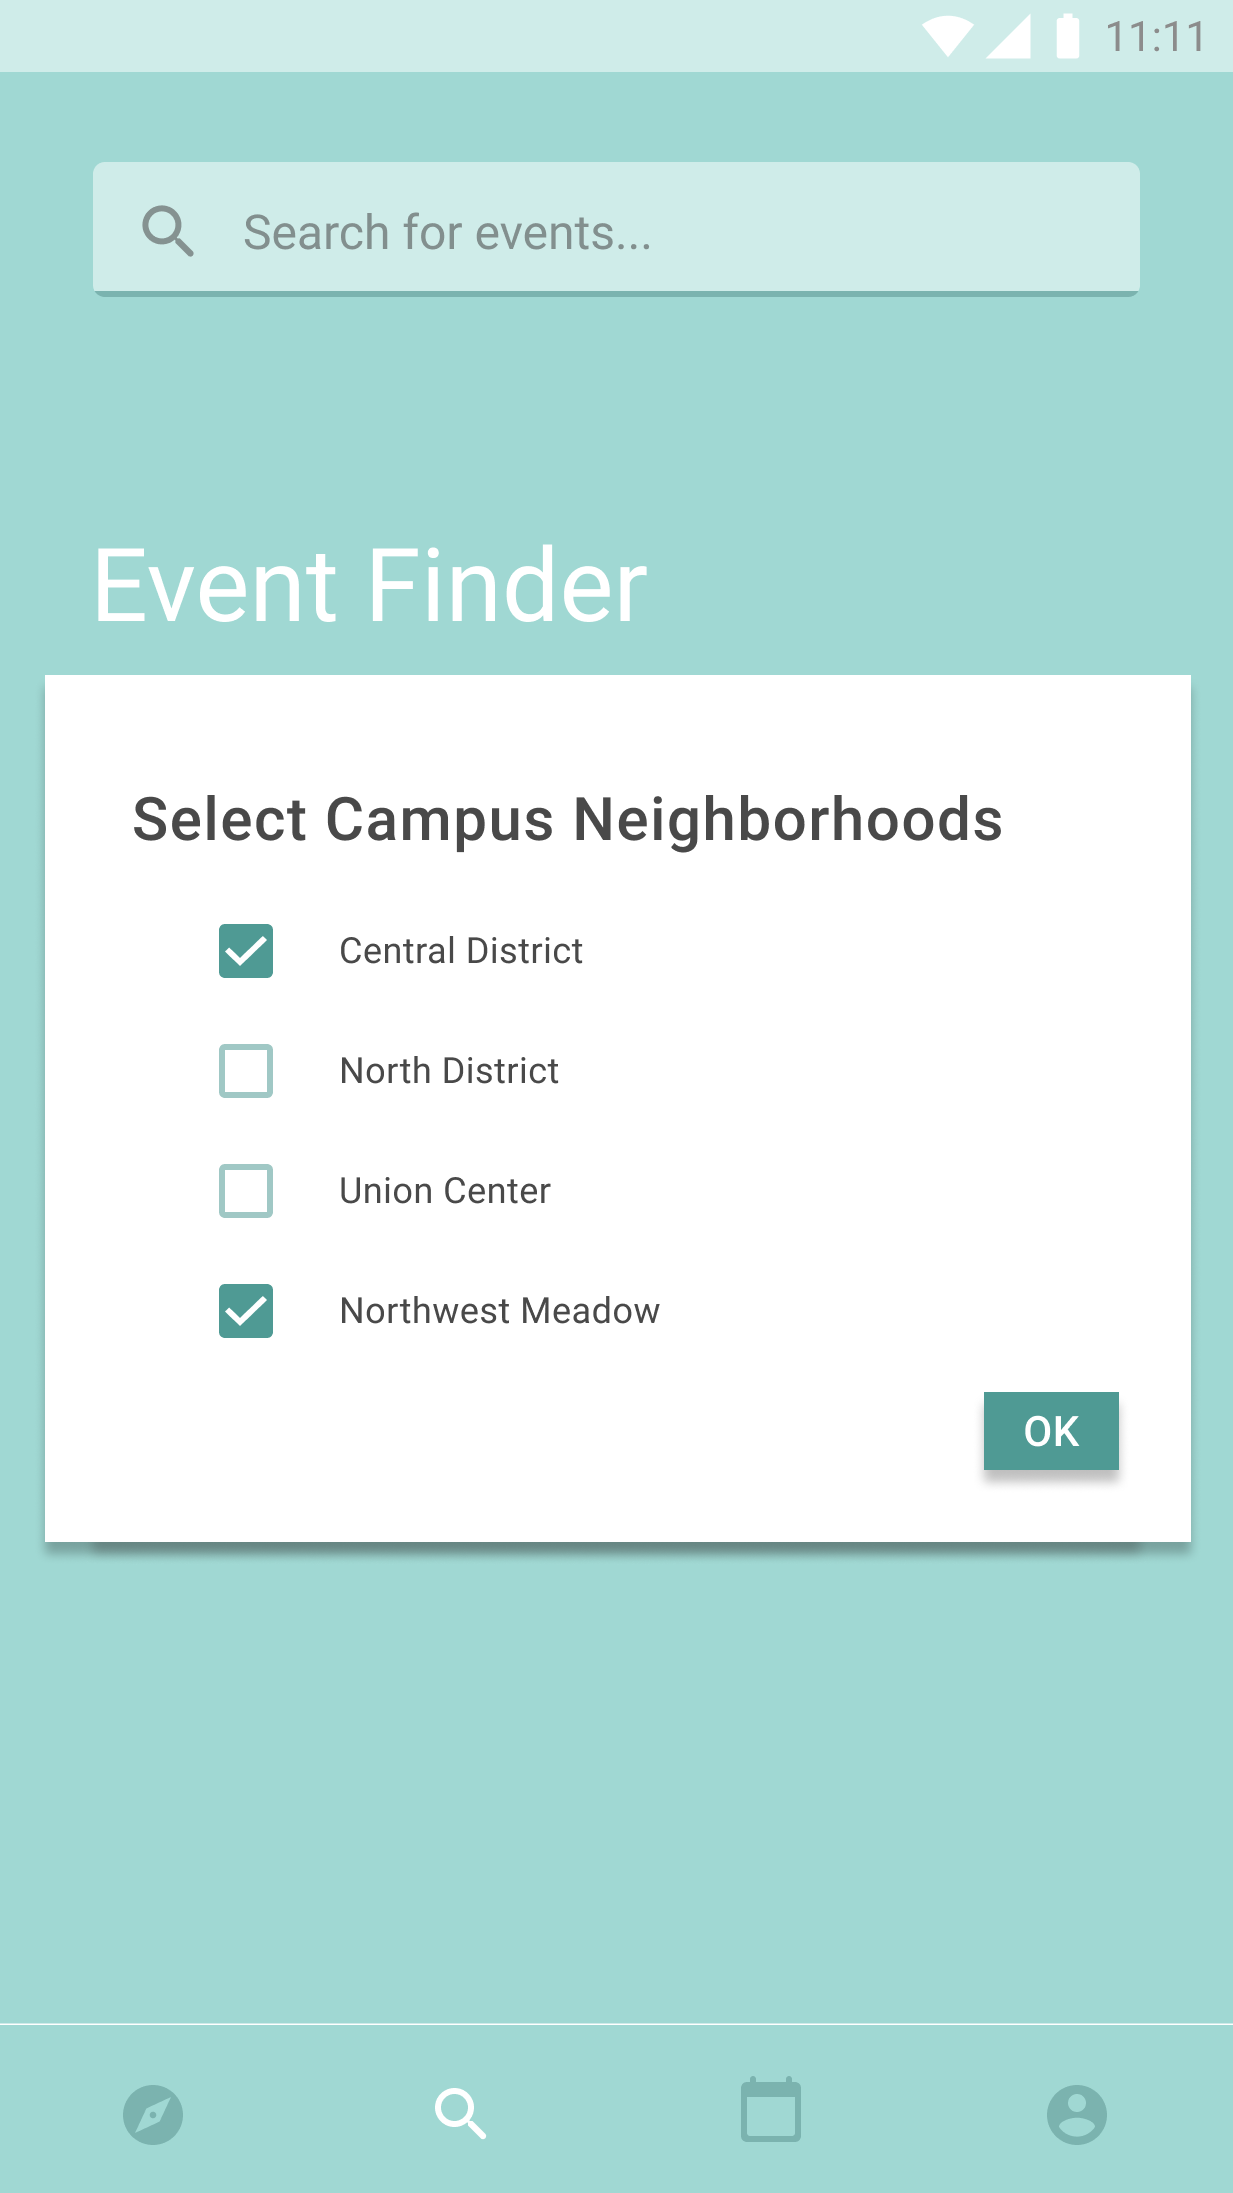 11:11
Search for events...
Event Finder
Select Campus Neighborhoods
Central District
North District
Union Center
Northwest Meadow
OK